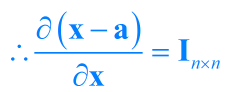 ∴ ∂(x − a)/∂x = I_{n×n}